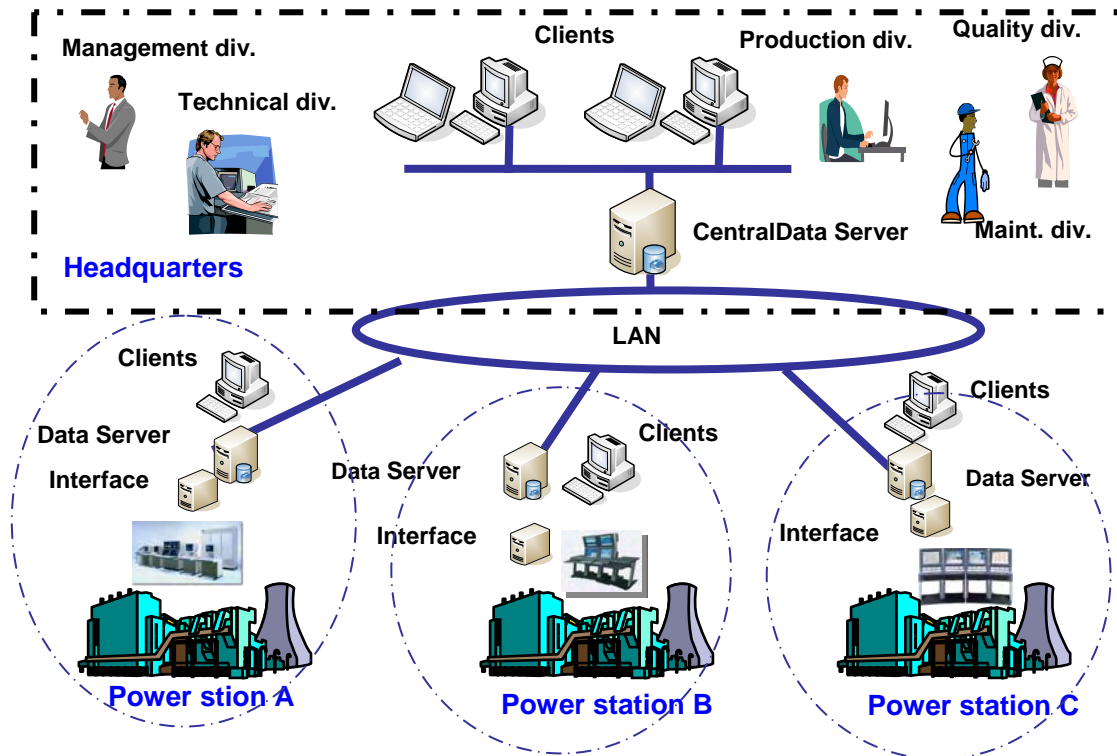 Management div.
Technical div.
Clients
Production div.
Quality div.
CentralData Server
Maint. div.
Headquarters
LAN
Clients
Data Server
Interface
Power stion A
Clients
Data Server
Interface
Power station B
Clients
Data Server
Interface
Power station C